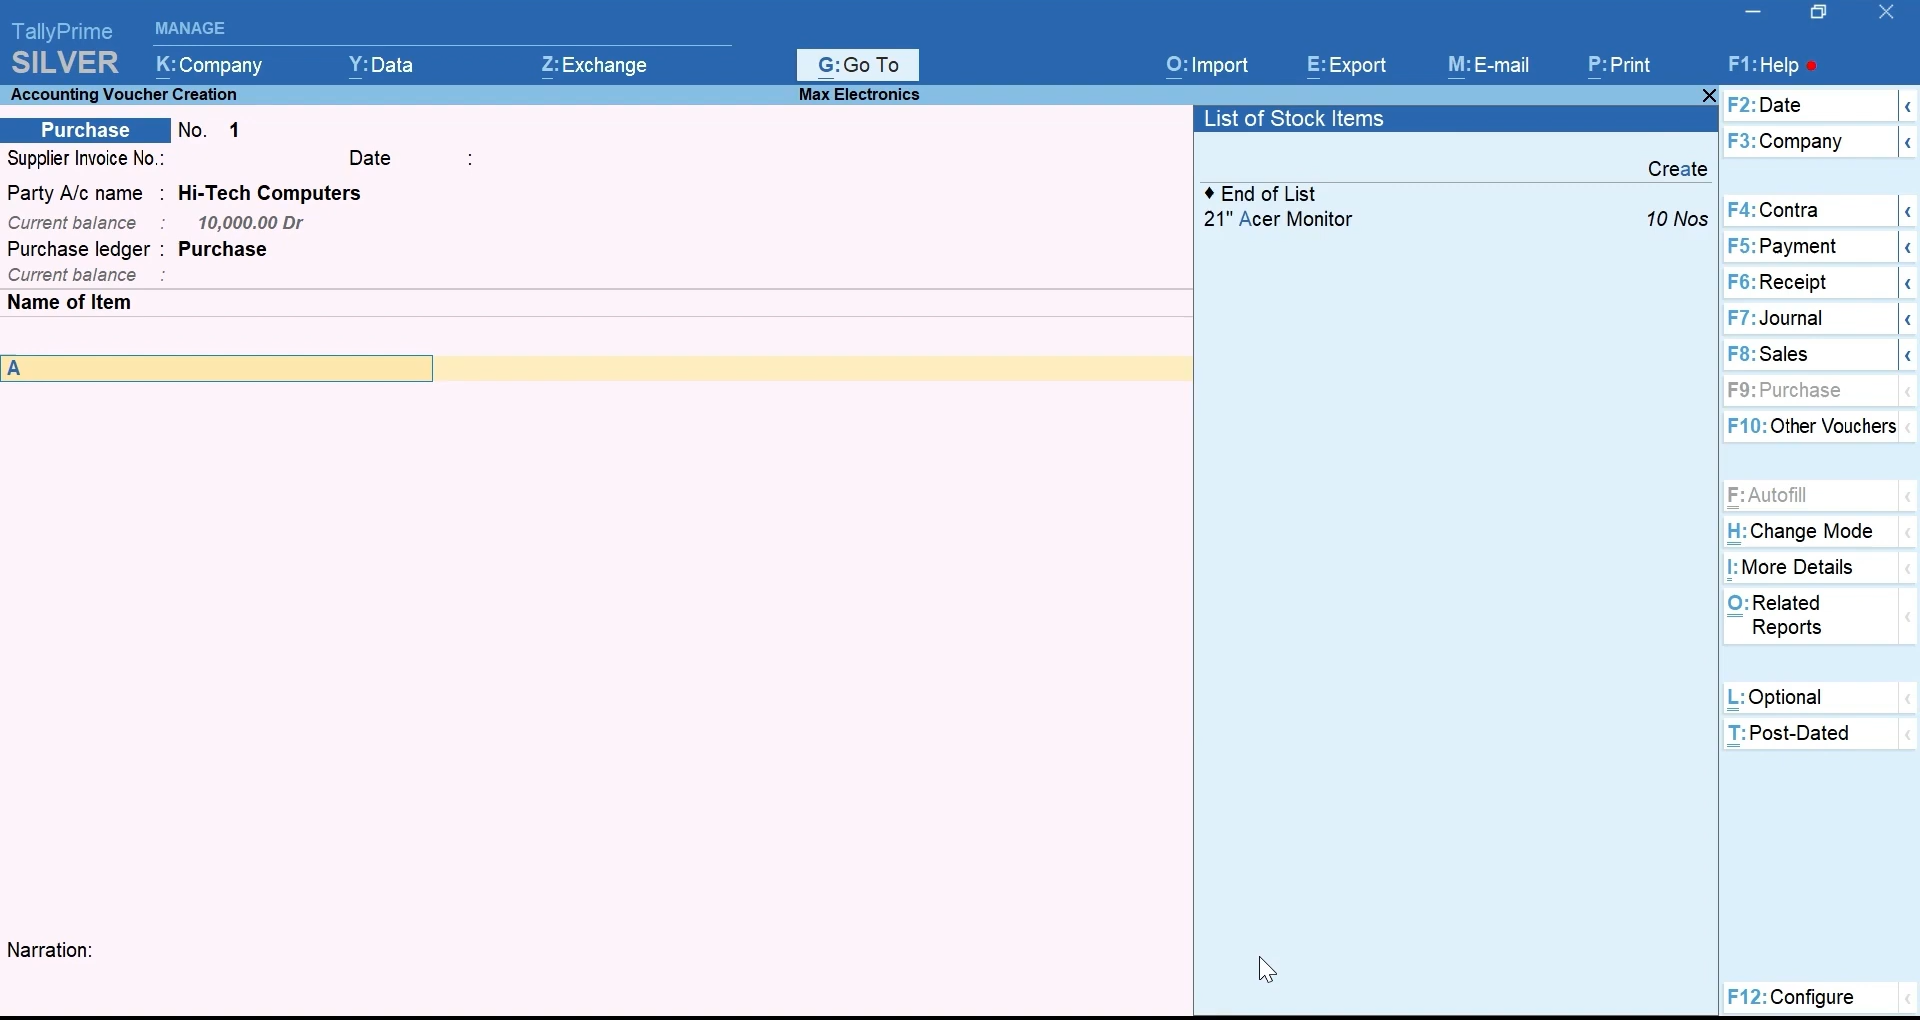 TallyPrime
SILVER
MANAGE
K:Company Y:Data Z:Exchange G:Go To O:Import E:Export M:E-mail P:Print F1:Help
Accounting Voucher Creation Max Electronics
Purchase No. 1
Supplier Invoice No.: Date :
Party A/c name : Hi-Tech Computers
Current balance : 10,000.00 Dr
Purchase ledger : Purchase
Current balance :
Name of Item
A
Narration:
List of Stock Items
Create
♦ End of List
21" Acer Monitor 10 Nos
F2:Date
F3:Company
F4:Contra
F5:Payment
F6:Receipt
F7:Journal
F8:Sales
F9:Purchase
F10:Other Vouchers
F:Autofill
H:Change Mode
I:More Details
O:Related
Reports
L:Optional
T:Post-Dated
F12:Configure